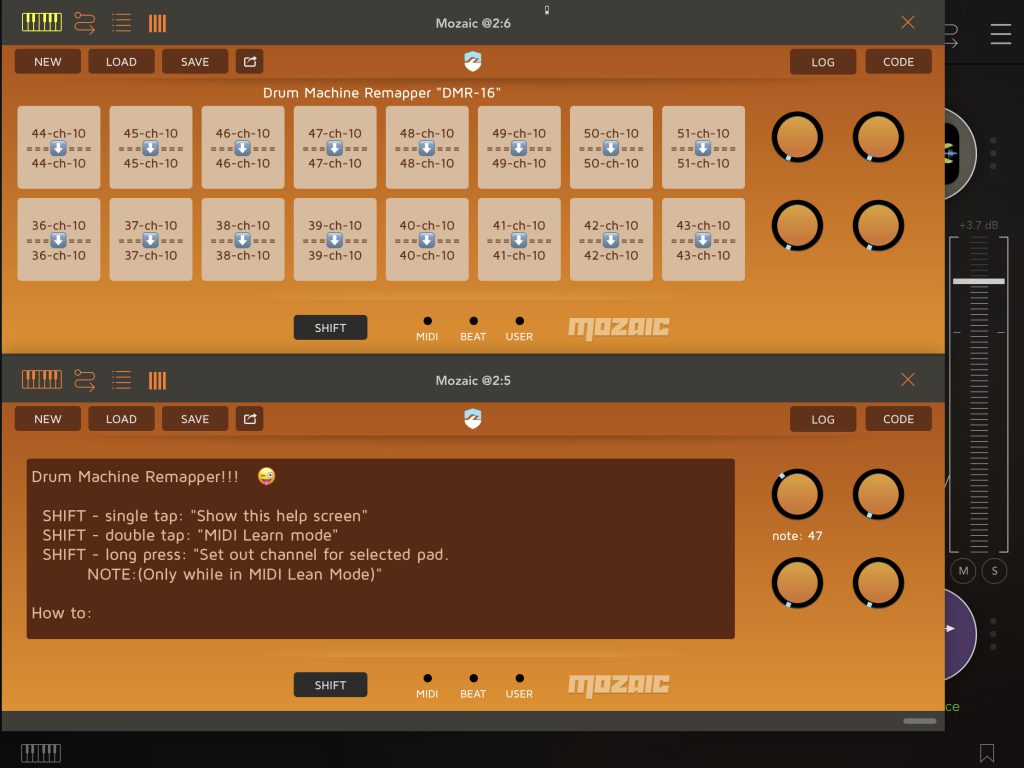 Mozaic @2:6
NEW LOAD SAVE LOG CODE
Drum Machine Remapper "DMR-16"
44-ch-10 45-ch-10 46-ch-10 47-ch-10 48-ch-10 49-ch-10 50-ch-10 51-ch-10
===⬇️=== ===⬇️=== ===⬇️=== ===⬇️=== ===⬇️=== ===⬇️=== ===⬇️=== ===⬇️===
44-ch-10 45-ch-10 46-ch-10 47-ch-10 48-ch-10 49-ch-10 50-ch-10 51-ch-10
36-ch-10 37-ch-10 38-ch-10 39-ch-10 40-ch-10 41-ch-10 42-ch-10 43-ch-10
===⬇️=== ===⬇️=== ===⬇️=== ===⬇️=== ===⬇️=== ===⬇️=== ===⬇️=== ===⬇️===
36-ch-10 37-ch-10 38-ch-10 39-ch-10 40-ch-10 41-ch-10 42-ch-10 43-ch-10
+3.7 dB
SHIFT MIDI BEAT USER mozaic
Mozaic @2:5
NEW LOAD SAVE LOG CODE
Drum Machine Remapper!!! 😜
SHIFT - single tap: "Show this help screen"
SHIFT - double tap: "MIDI Learn mode"
SHIFT - long press: "Set out channel for selected pad.
NOTE:(Only while in MIDI Lean Mode)"
How to:
note: 47
M S
SHIFT MIDI BEAT USER mozaic
ce